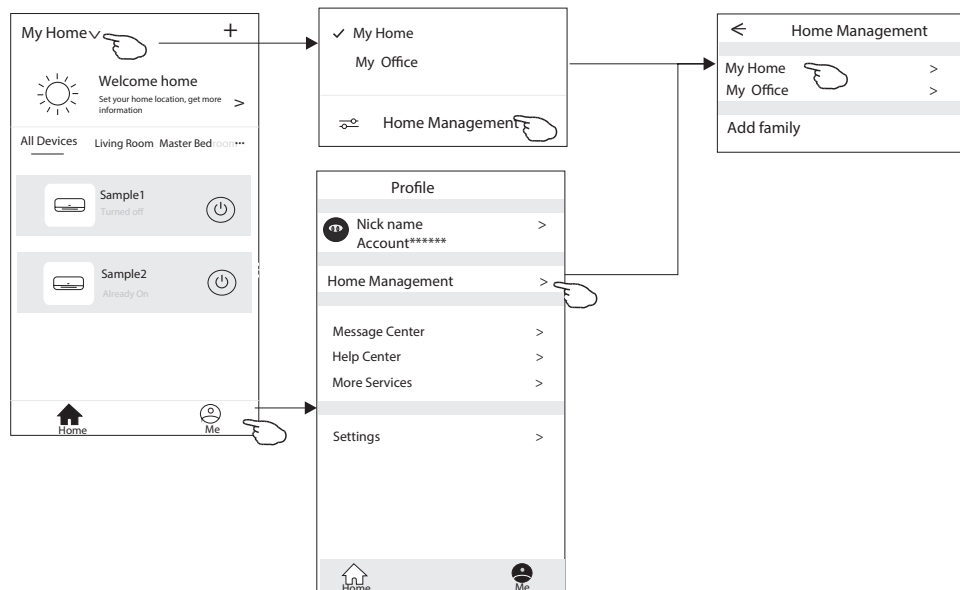 My Home
+
Welcome home
Set your home location, get more
information
>
All Devices
Living Room Master Bedroom
Sample1
Turned off
Sample2
Already On
Home
Me
✓ My Home
My Office
Home Management
Profile
Nick name >
Account******
Home Management >
Message Center >
Help Center >
More Services >
Settings >
Home
Me
Home Management
My Home >
My Office >
Add family